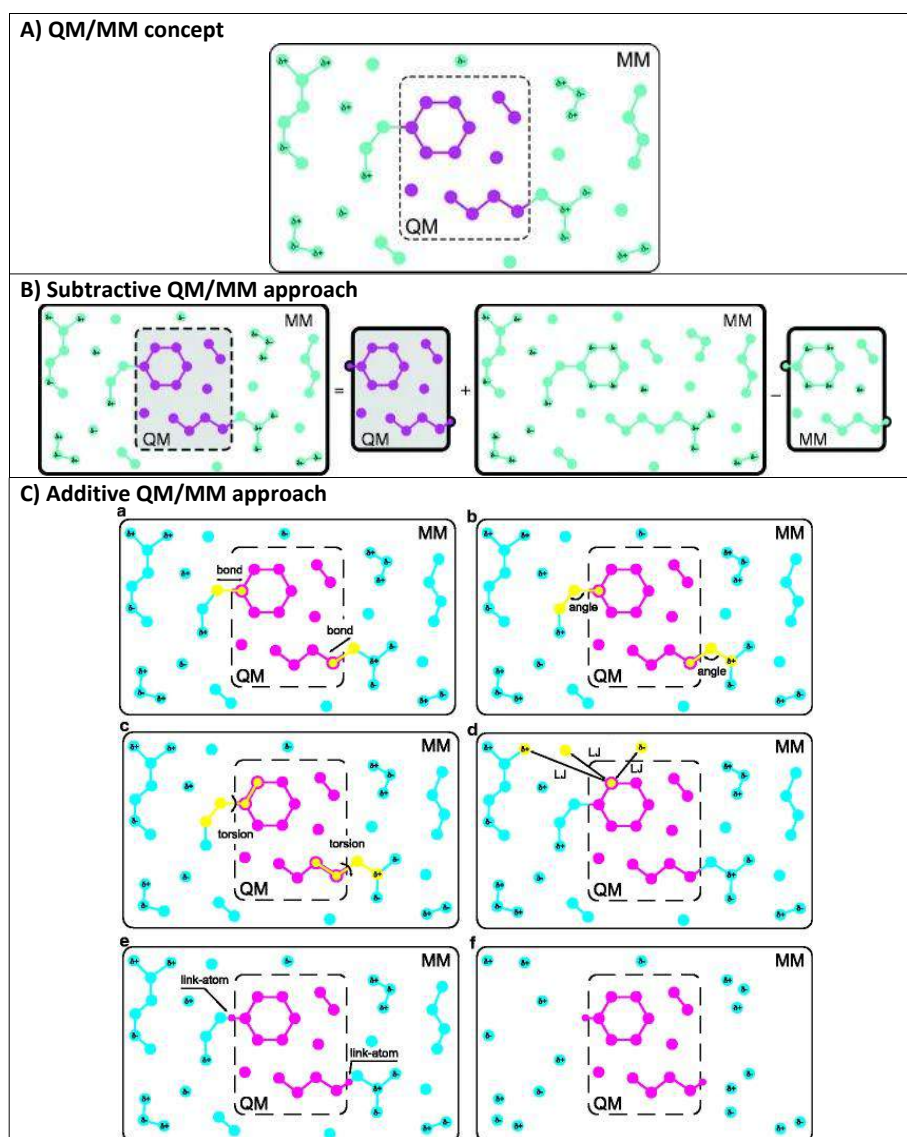 A) QM/MM concept
MM
QM
B) Subtractive QM/MM approach
MM
QM
=
QM
+
MM
−
MM
C) Additive QM/MM approach
a
MM
bond
bond
QM
b
MM
angle
angle
QM
c
MM
torsion
torsion
QM
d
MM
LJ
LJ
LJ
QM
e
MM
link-atom
link-atom
QM
f
MM
QM